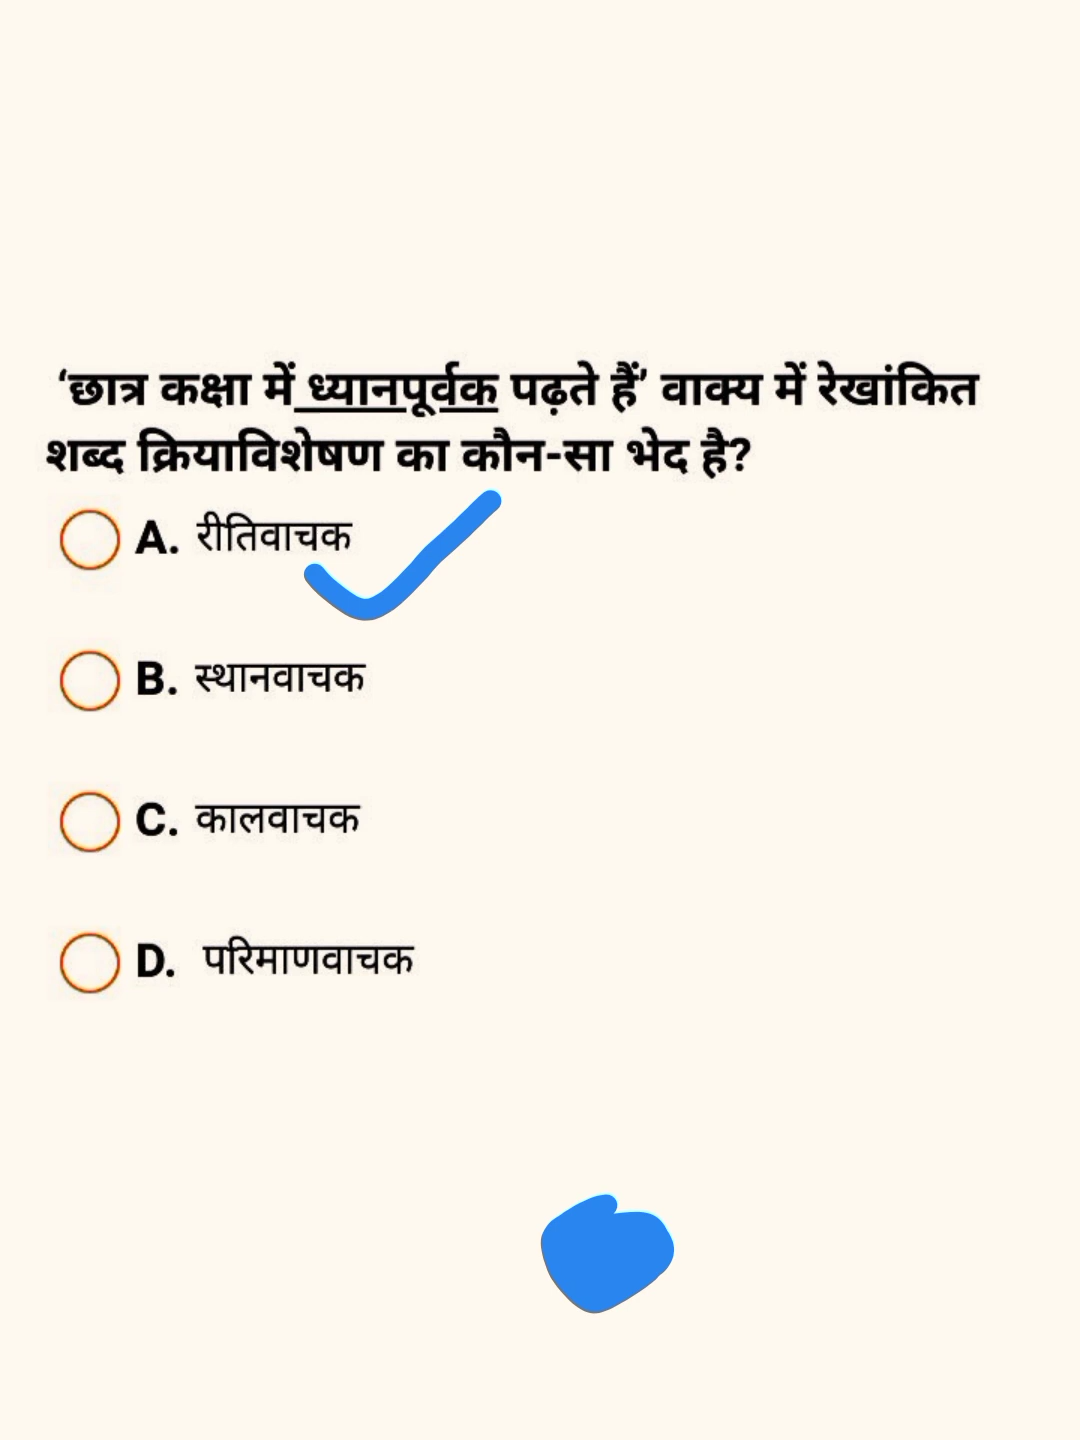 ‘छात्र कक्षा में ध्यानपूर्वक पढ़ते हैं’ वाक्य में रेखांकित
शब्द क्रियाविशेषण का कौन-सा भेद है?
A. रीतिवाचक
B. स्थानवाचक
C. कालवाचक
D. परिमाणवाचक